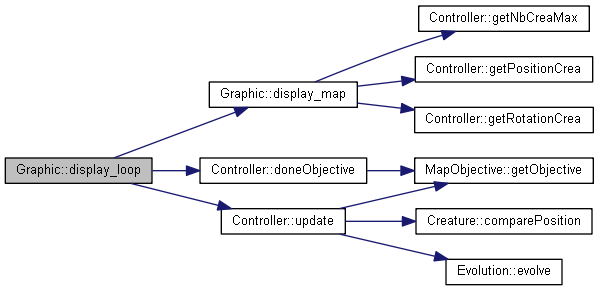 Controller::getNbCreaMax
Controller::getPositionCrea
Graphic::display_map
Controller::getRotationCrea
Graphic::display_loop
Controller::doneObjective
MapObjective::getObjective
Controller::update
Creature::comparePosition
Evolution::evolve